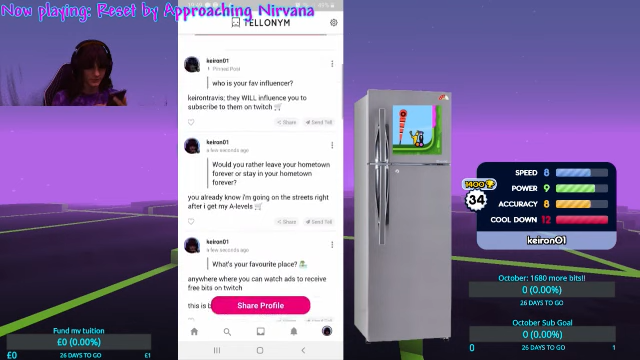 Now playing: Reset by Approaching Nirvana
TELLONYM
keiron01
Pinned Post
who is your fav influencer?
keirontravis; they WILL influence you to
subscribe to them on twitch
Share
Send Tell
keiron01
a few seconds ago
Would you rather leave your hometown
forever or stay in your hometown
forever?
you already know i'm going on the streets right
after i get my A-levels
Share
Send Tell
keiron01
a few seconds ago
What's your favourite place?
anywhere where you can watch ads to receive
free bits on twitch
this is b
Share Profile
SPEED 8
POWER 9
ACCURACY 8
COOL DOWN 12
1400
34
keiron01
October: 1680 more bits!!
0 (0.00%)
26 DAYS TO GO
October Sub Goal
0 (0.00%)
0
1
26 DAYS TO GO
Fund my tuition
£0 (0.00%)
£0
£1
26 DAYS TO GO